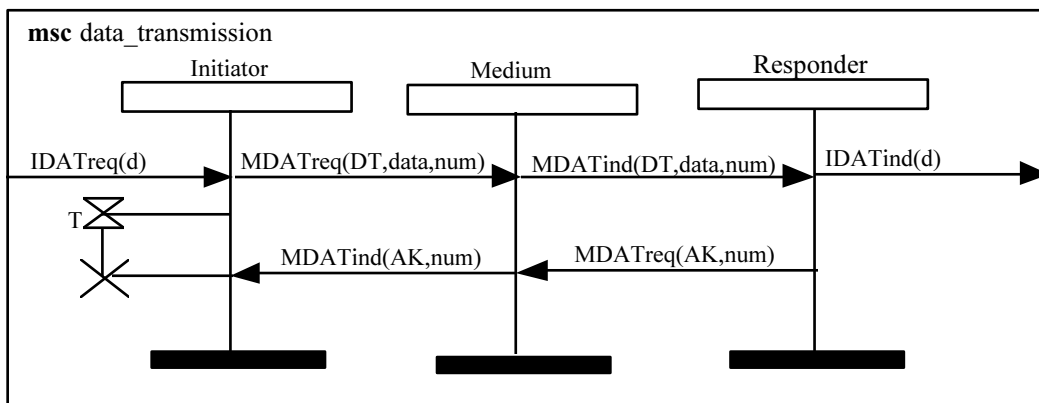 msc data_transmission
Initiator
Medium
Responder
IDATreq(d)
MDATreq(DT,data,num)
MDATind(DT,data,num)
IDATind(d)
T
MDATind(AK,num)
MDATreq(AK,num)